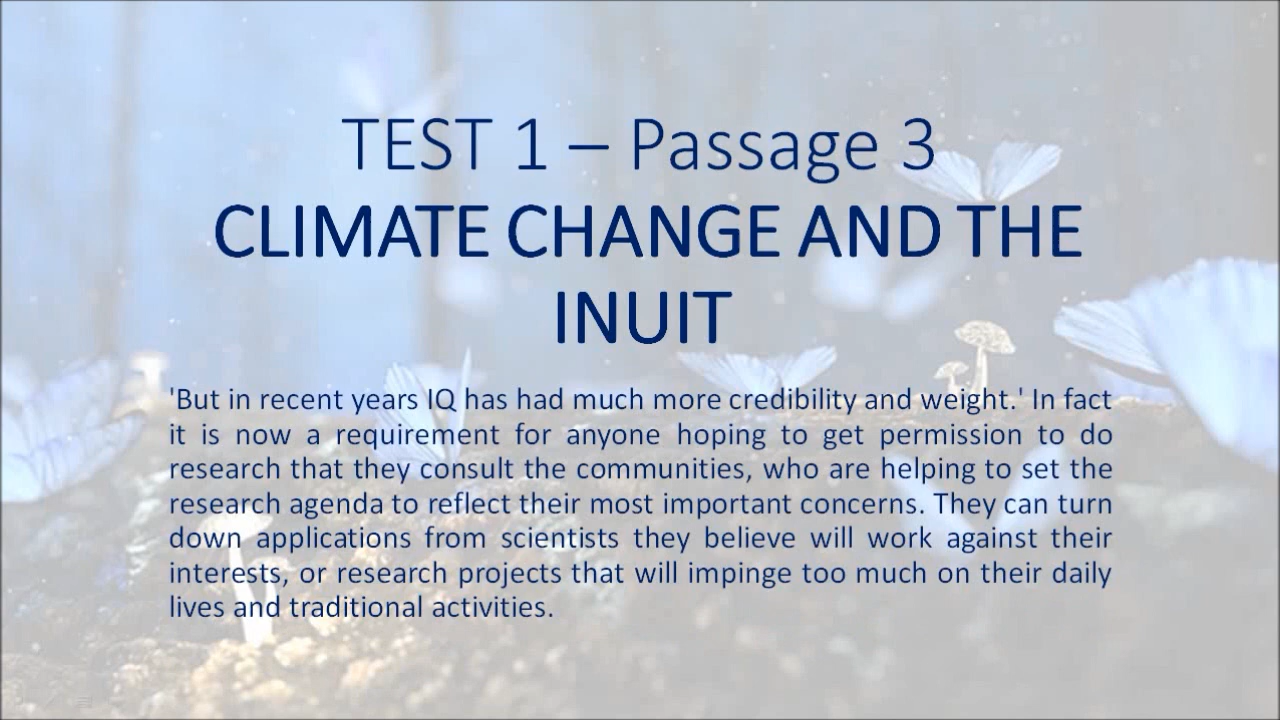 TEST 1 – Passage 3
CLIMATE CHANGE AND THE
INUIT
'But in recent years IQ has had much more credibility and weight.' In fact
it is now a requirement for anyone hoping to get permission to do
research that they consult the communities, who are helping to set the
research agenda to reflect their most important concerns. They can turn
down applications from scientists they believe will work against their
interests, or research projects that will impinge too much on their daily
lives and traditional activities.